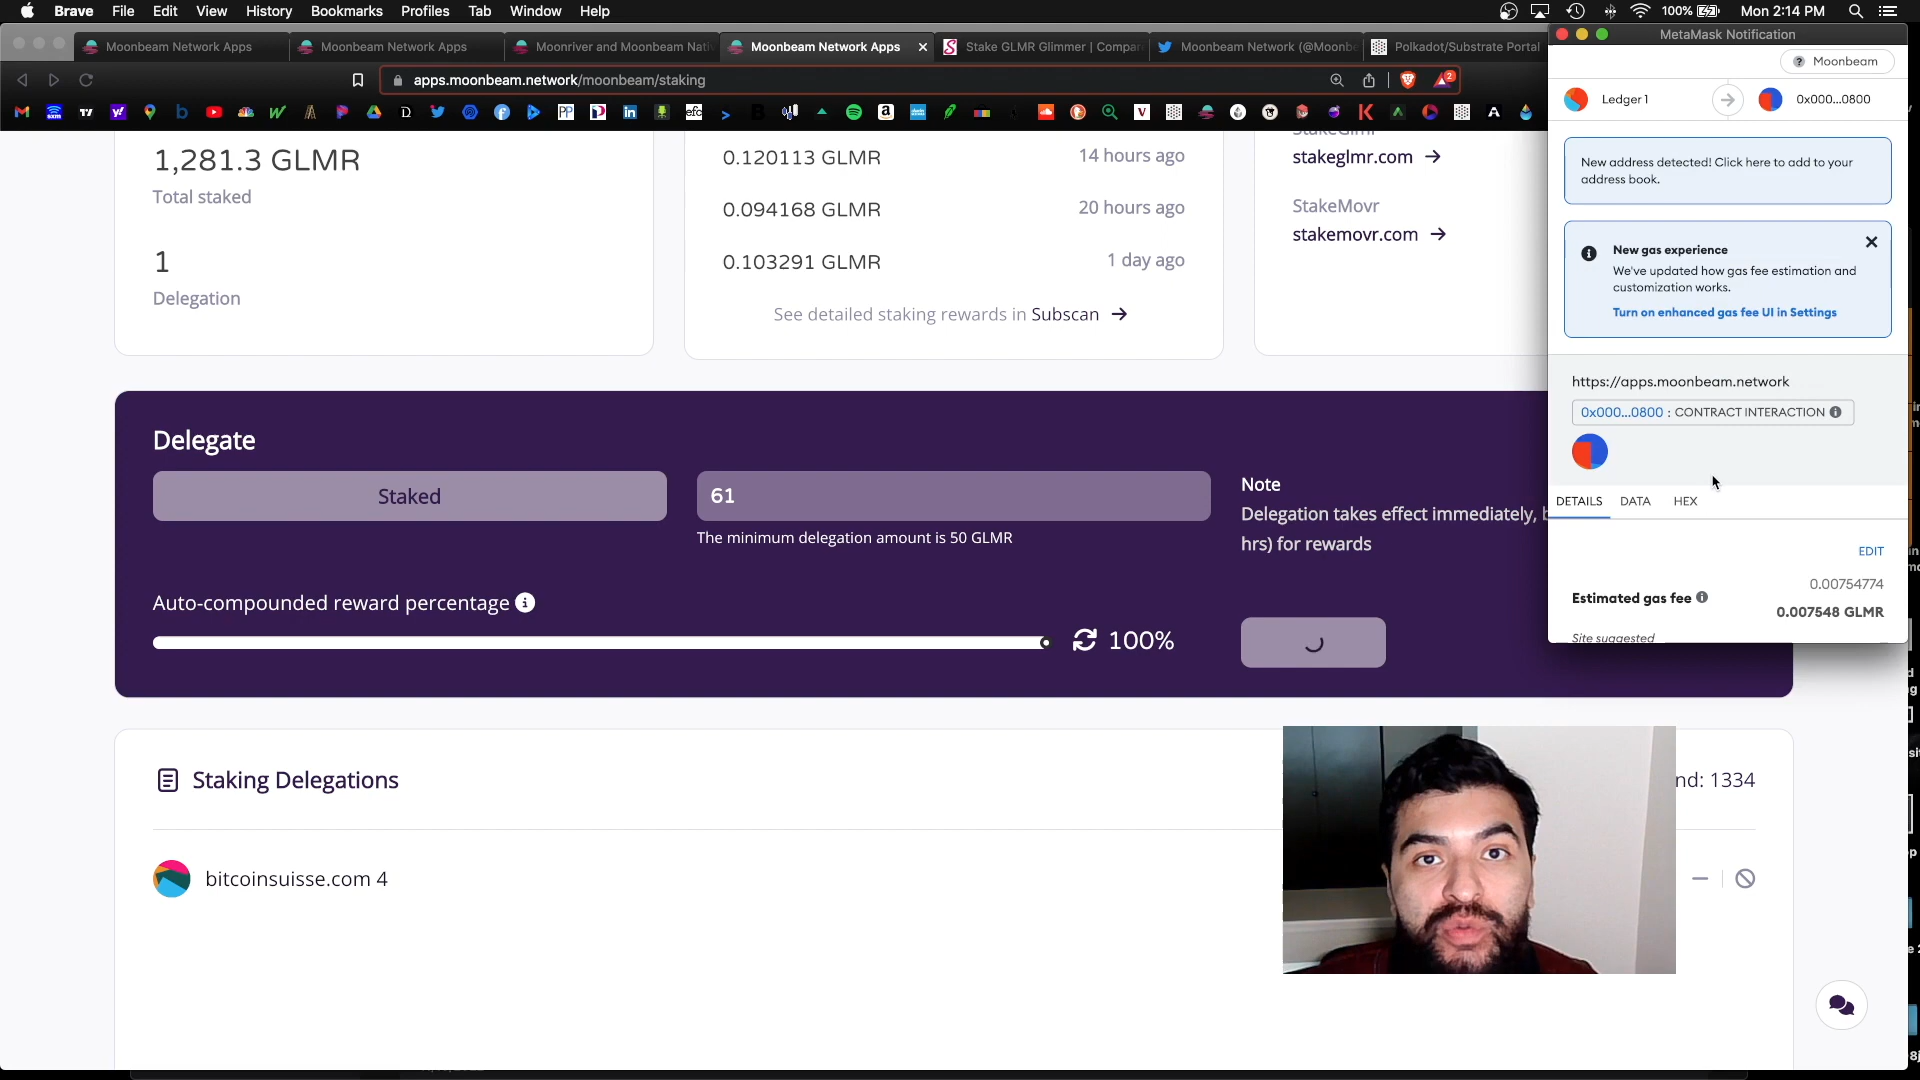 Brave File Edit View History Bookmarks Profiles Tab Window Help
100% Mon 2:14 PM
Moonbeam Network Apps
Moonbeam Network Apps
Moonriver and Moonbeam Nati
Moonbeam Network Apps
Stake GLMR Glimmer | Compar
Moonbeam Network (@Moonbe
Polkadot/Substrate Portal
apps.moonbeam.network/moonbeam/staking
2
1,281.3 GLMR
Total staked
1
Delegation
0.120113 GLMR 14 hours ago
0.094168 GLMR 20 hours ago
0.103291 GLMR 1 day ago
See detailed staking rewards in Subscan →
StakeGlmr
stakeglmr.com →
StakeMovr
stakemovr.com →
Delegate
Staked
61
The minimum delegation amount is 50 GLMR
Note
Delegation takes effect immediately, b
hrs) for rewards
Auto-compounded reward percentage
100%
Staking Delegations
nd: 1334
bitcoinsuisse.com 4
MetaMask Notification
Moonbeam
Ledger 1
0x000...0800
New address detected! Click here to add to your
address book.
New gas experience
We've updated how gas fee estimation and
customization works.
Turn on enhanced gas fee UI in Settings
https://apps.moonbeam.network
0x000...0800 : CONTRACT INTERACTION
DETAILS DATA HEX
EDIT
0.00754774
Estimated gas fee
0.007548 GLMR
Site suggested